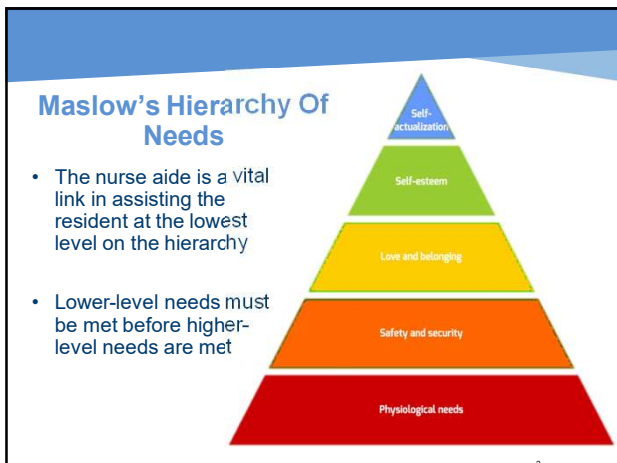 Maslow's Hierarchy Of
Needs
• The nurse aide is a vital
link in assisting the
resident at the lowest
level on the hierarchy
• Lower-level needs must
be met before higher-
level needs are met
Self-
actualization
Self-esteem
Love and belonging
Safety and security
Physiological needs